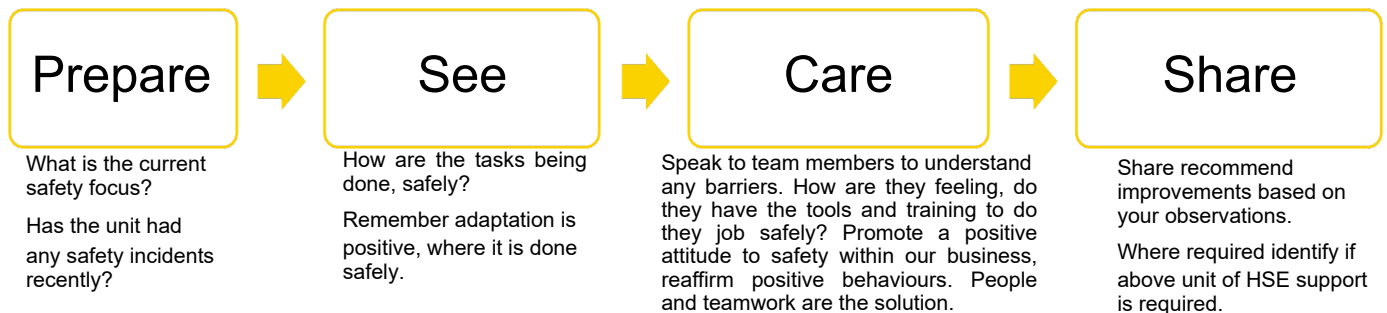 Prepare
What is the current
safety focus?
Has the unit had
any safety incidents
recently?
See
How are the tasks being
done, safely?
Remember adaptation is
positive, where it is done
safely.
Care
Speak to team members to understand
any barriers. How are they feeling, do
they have the tools and training to do
they job safely? Promote a positive
attitude to safety within our business,
reaffirm positive behaviours. People
and teamwork are the solution.
Share
Share recommend
improvements based on
your observations.
Where required identify if
above unit of HSE support
is required.